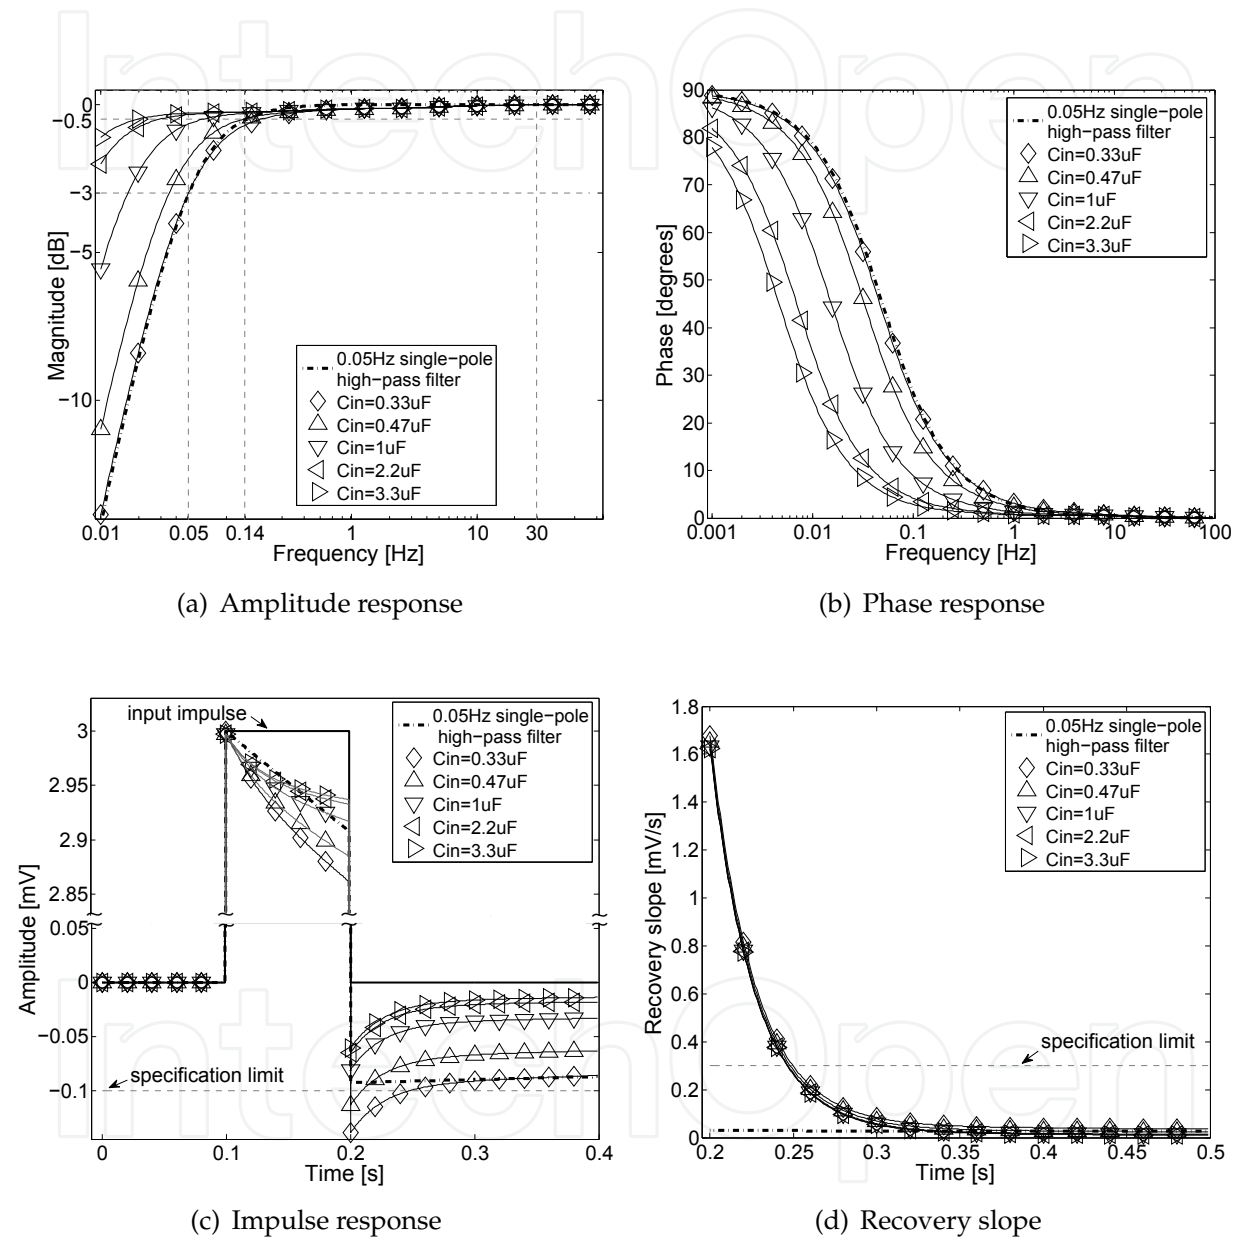 IntechOpen
0
−0.5
−3
−5
−10
Magnitude [dB]
0.05Hz single−pole
high−pass filter
Cin=0.33uF
Cin=0.47uF
Cin=1uF
Cin=2.2uF
Cin=3.3uF
0.01 0.05 0.14 1 10 30
Frequency [Hz]
(a) Amplitude response
90
80
70
60
50
40
30
20
10
0
Phase [degrees]
0.05Hz single−pole
high−pass filter
Cin=0.33uF
Cin=0.47uF
Cin=1uF
Cin=2.2uF
Cin=3.3uF
0.001 0.01 0.1 1 10 100
Frequency [Hz]
(b) Phase response
input impulse
3
2.95
2.9
2.85
0.05
0
−0.05
−0.1
Amplitude [mV]
0.05Hz single−pole
high−pass filter
Cin=0.33uF
Cin=0.47uF
Cin=1uF
Cin=2.2uF
Cin=3.3uF
specification limit
0 0.1 0.2 0.3 0.4
Time [s]
(c) Impulse response
1.8
1.6
1.4
1.2
1
0.8
0.6
0.4
0.2
0
Recovery slope [mV/s]
0.05Hz single−pole
high−pass filter
Cin=0.33uF
Cin=0.47uF
Cin=1uF
Cin=2.2uF
Cin=3.3uF
specification limit
0.2 0.25 0.3 0.35 0.4 0.45 0.5
Time [s]
(d) Recovery slope
IntechOpen